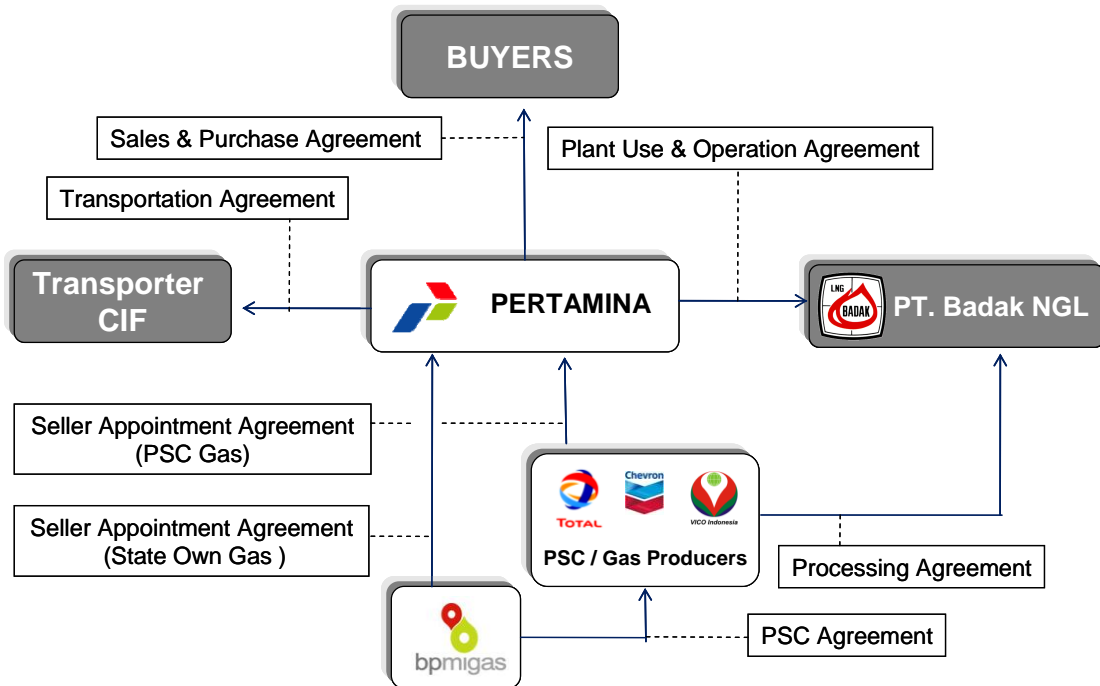 BUYERS
Sales & Purchase Agreement
Plant Use & Operation Agreement
Transportation Agreement
Transporter
CIF
PERTAMINA
LNG
BADAK
PT. Badak NGL
Seller Appointment Agreement
(PSC Gas)
Chevron
TOTAL
VICO Indonesia
PSC / Gas Producers
Seller Appointment Agreement
(State Own Gas )
Processing Agreement
bpmigas
PSC Agreement